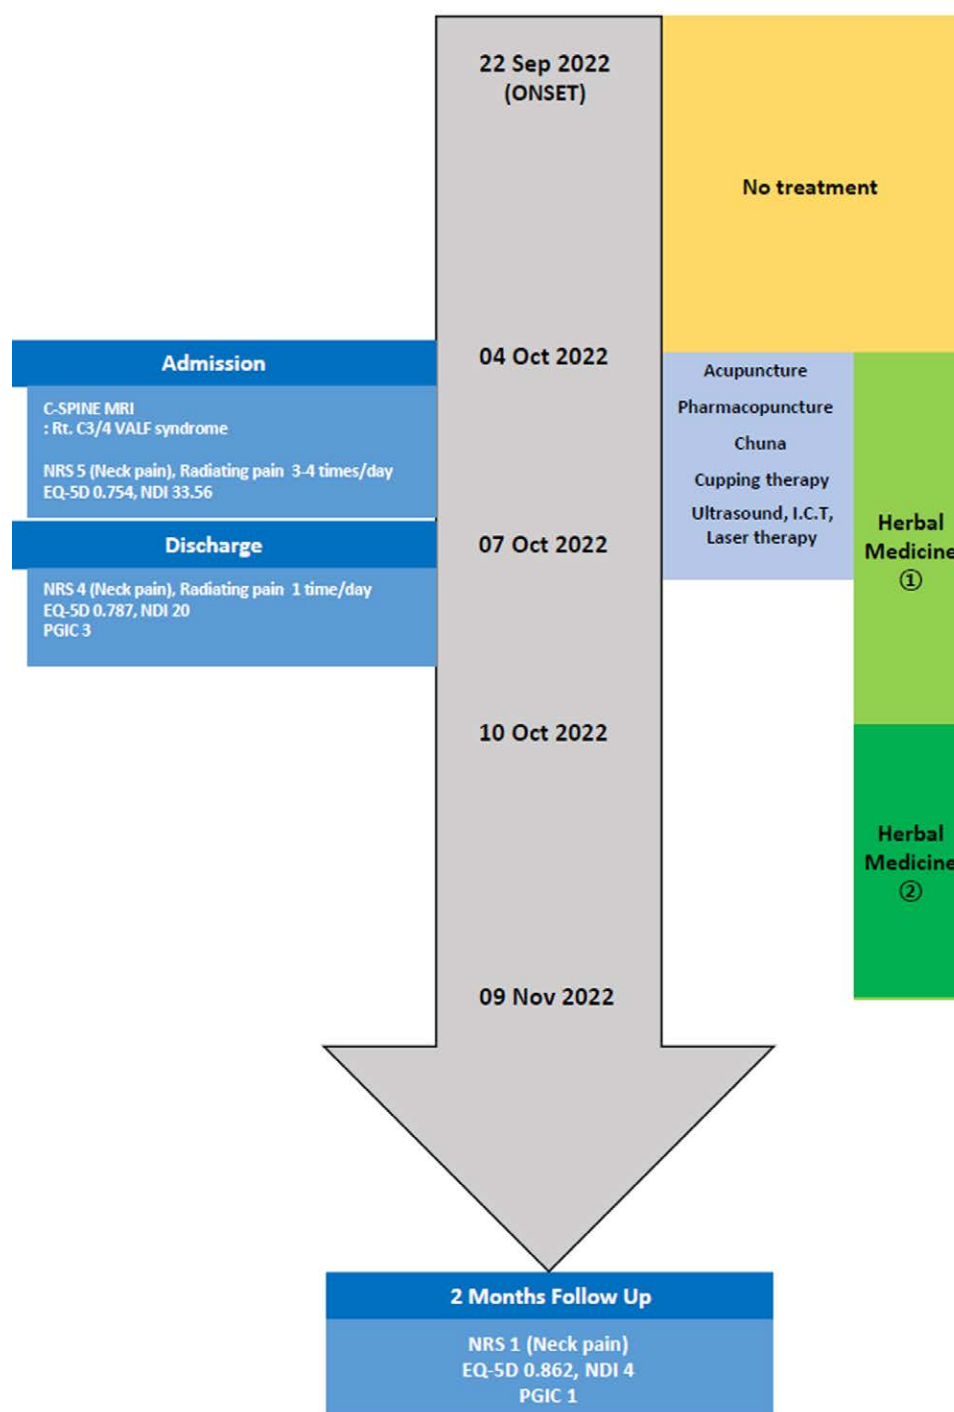 22 Sep 2022
(ONSET)
No treatment
Admission
C-SPINE MRI
: Rt. C3/4 VALF syndrome
NRS 5 (Neck pain), Radiating pain 3-4 times/day
EQ-5D 0.754, NDI 33.56
04 Oct 2022
Acupuncture
Pharmacopuncture
Chuna
Cupping therapy
Ultrasound, I.C.T,
Laser therapy
Herbal
Medicine
①
Discharge
NRS 4 (Neck pain), Radiating pain 1 time/day
EQ-5D 0.787, NDI 20
PGIC 3
07 Oct 2022
10 Oct 2022
Herbal
Medicine
②
09 Nov 2022
2 Months Follow Up
NRS 1 (Neck pain)
EQ-5D 0.862, NDI 4
PGIC 1